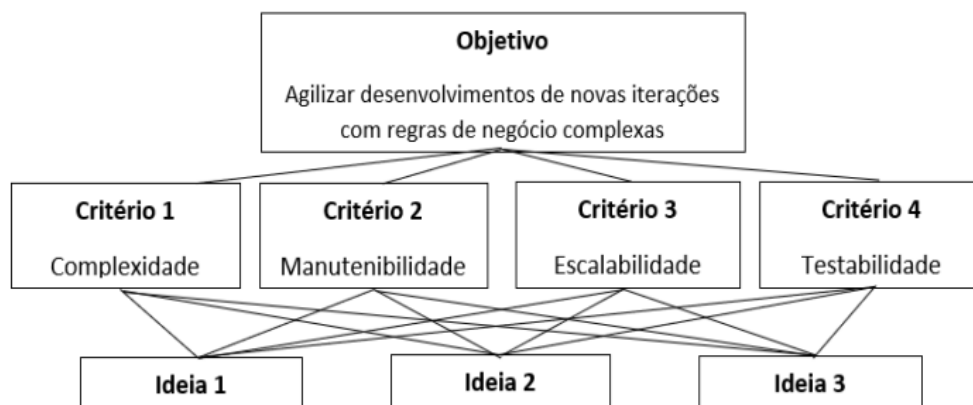 Objetivo
Agilizar desenvolvimentos de novas iterações
com regras de negócio complexas
Critério 1
Complexidade
Critério 2
Manutenibilidade
Critério 3
Escalabilidade
Critério 4
Testabilidade
Ideia 1
Ideia 2
Ideia 3